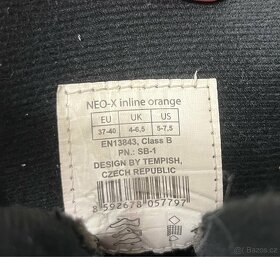 NEO-X inline orange
EU UK US
37-40 4-6,5 5-7,5
EN13843, Class B
PN.: SB-1
DESIGN BY TEMPISH,
CZECH REPUBLIC
8 592678 057797
bazos.cz